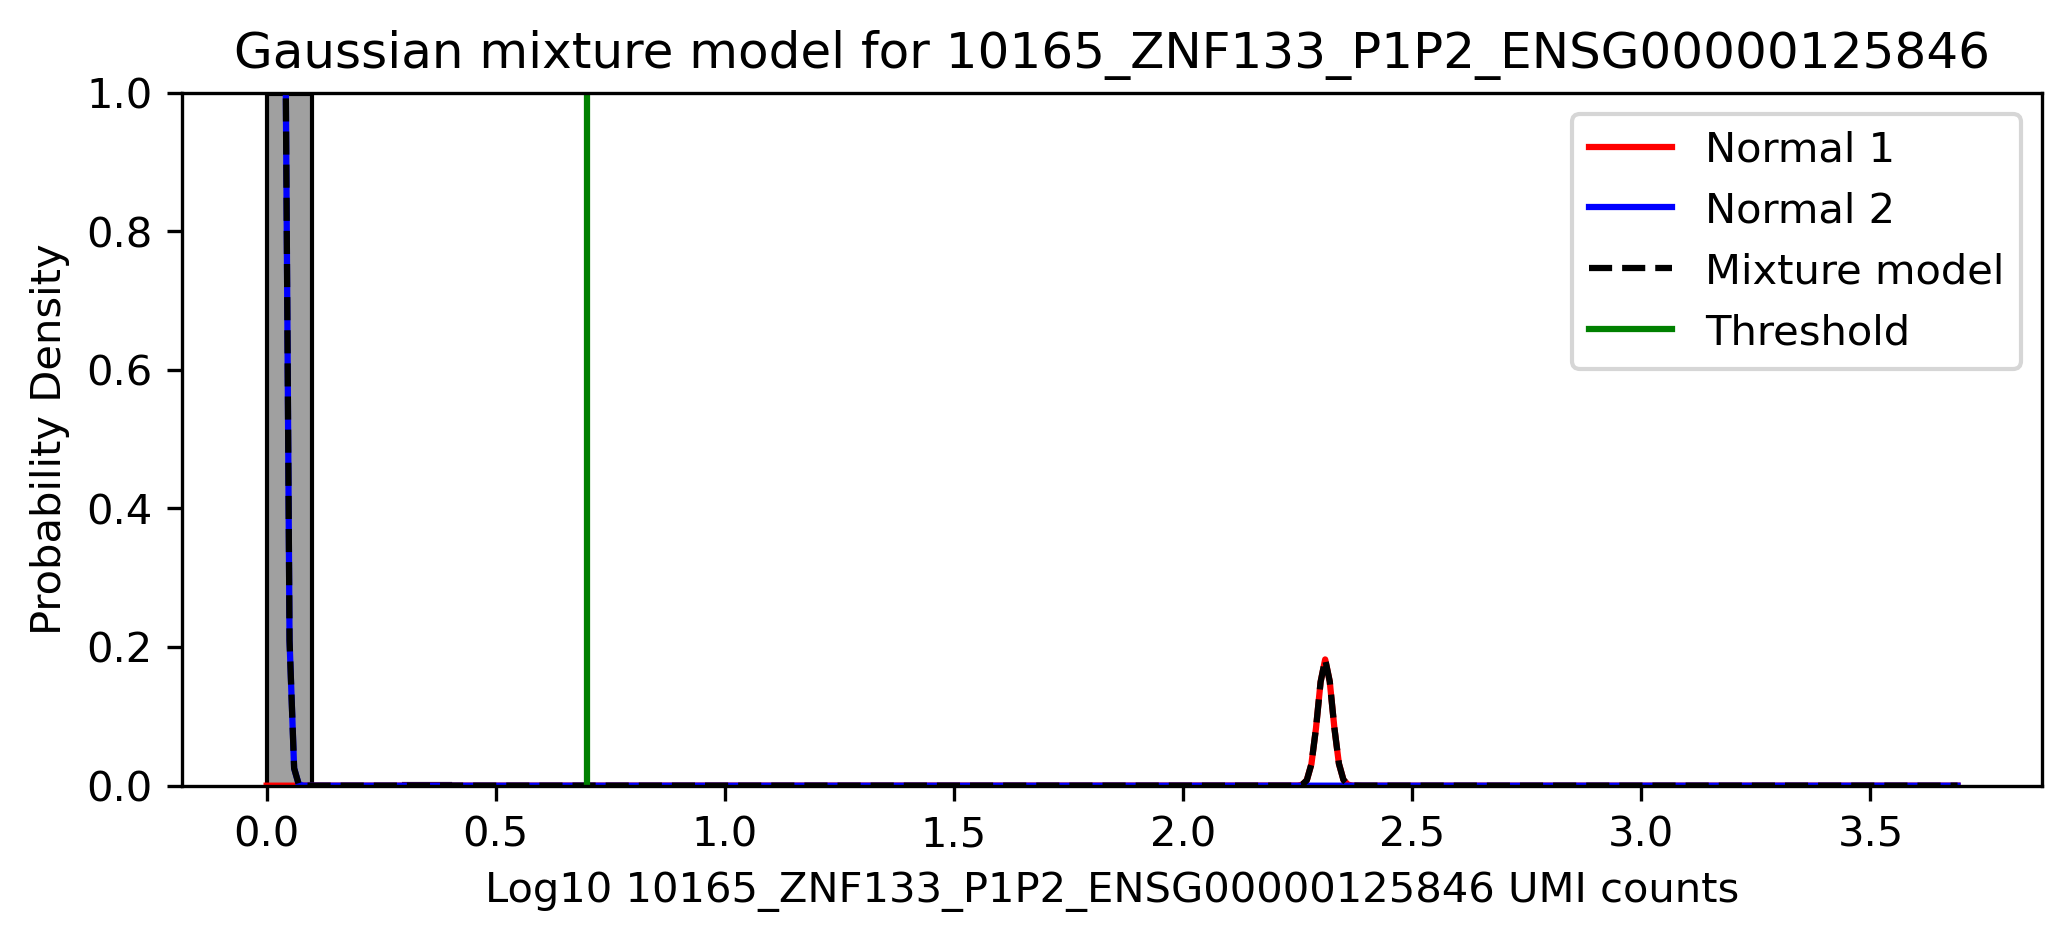 Gaussian mixture model for 10165_ZNF133_P1P2_ENSG00000125846
1.0
0.8
0.6
0.4
0.2
0.0
Probability Density
Normal 1
Normal 2
Mixture model
Threshold
0.0 0.5 1.0 1.5 2.0 2.5 3.0 3.5
Log10 10165_ZNF133_P1P2_ENSG00000125846 UMI counts